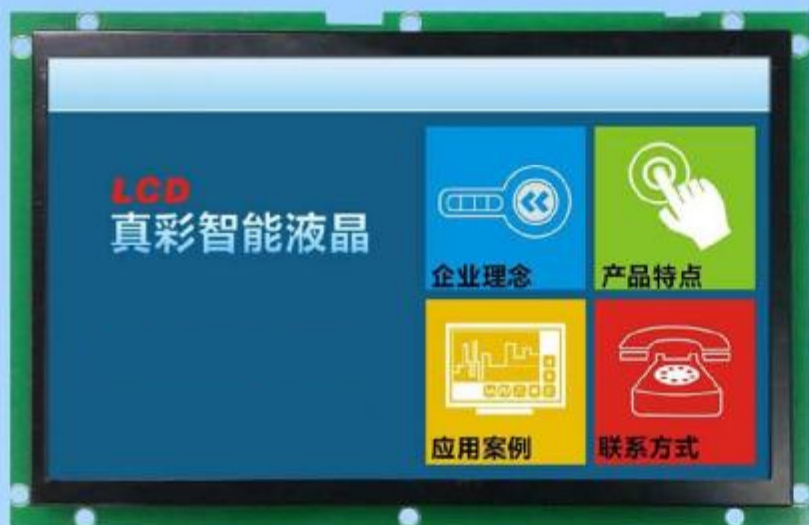 LCD
真彩智能液晶
企业理念
产品特点
应用案例
联系方式